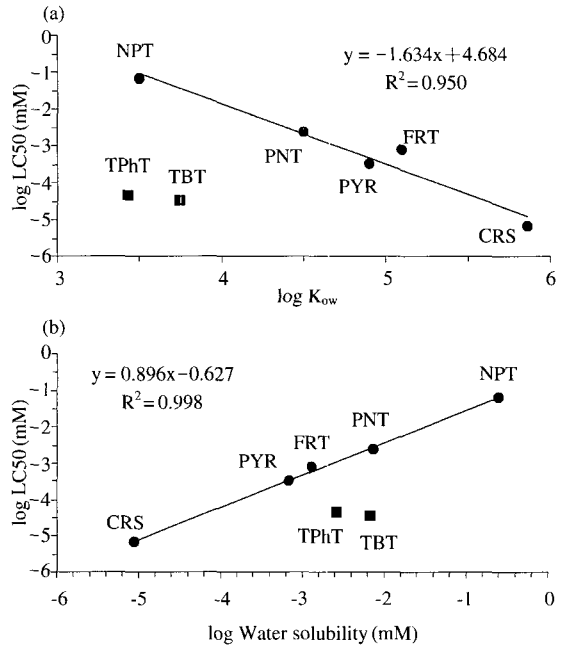 (a)
0
−1
−2
−3
−4
−5
−6
log LC50 (mM)
NPT
y = −1.634x+4.684
R²=0.950
PNT
FRT
PYR
TPhT
TBT
CRS
3
4
5
6
log Kow
(b)
0
−1
−2
−3
−4
−5
−6
log LC50 (mM)
y = 0.896x−0.627
R²=0.998
NPT
PNT
FRT
PYR
CRS
TPhT
TBT
-6
-5
-4
-3
-2
-1
0
log Water solubility (mM)